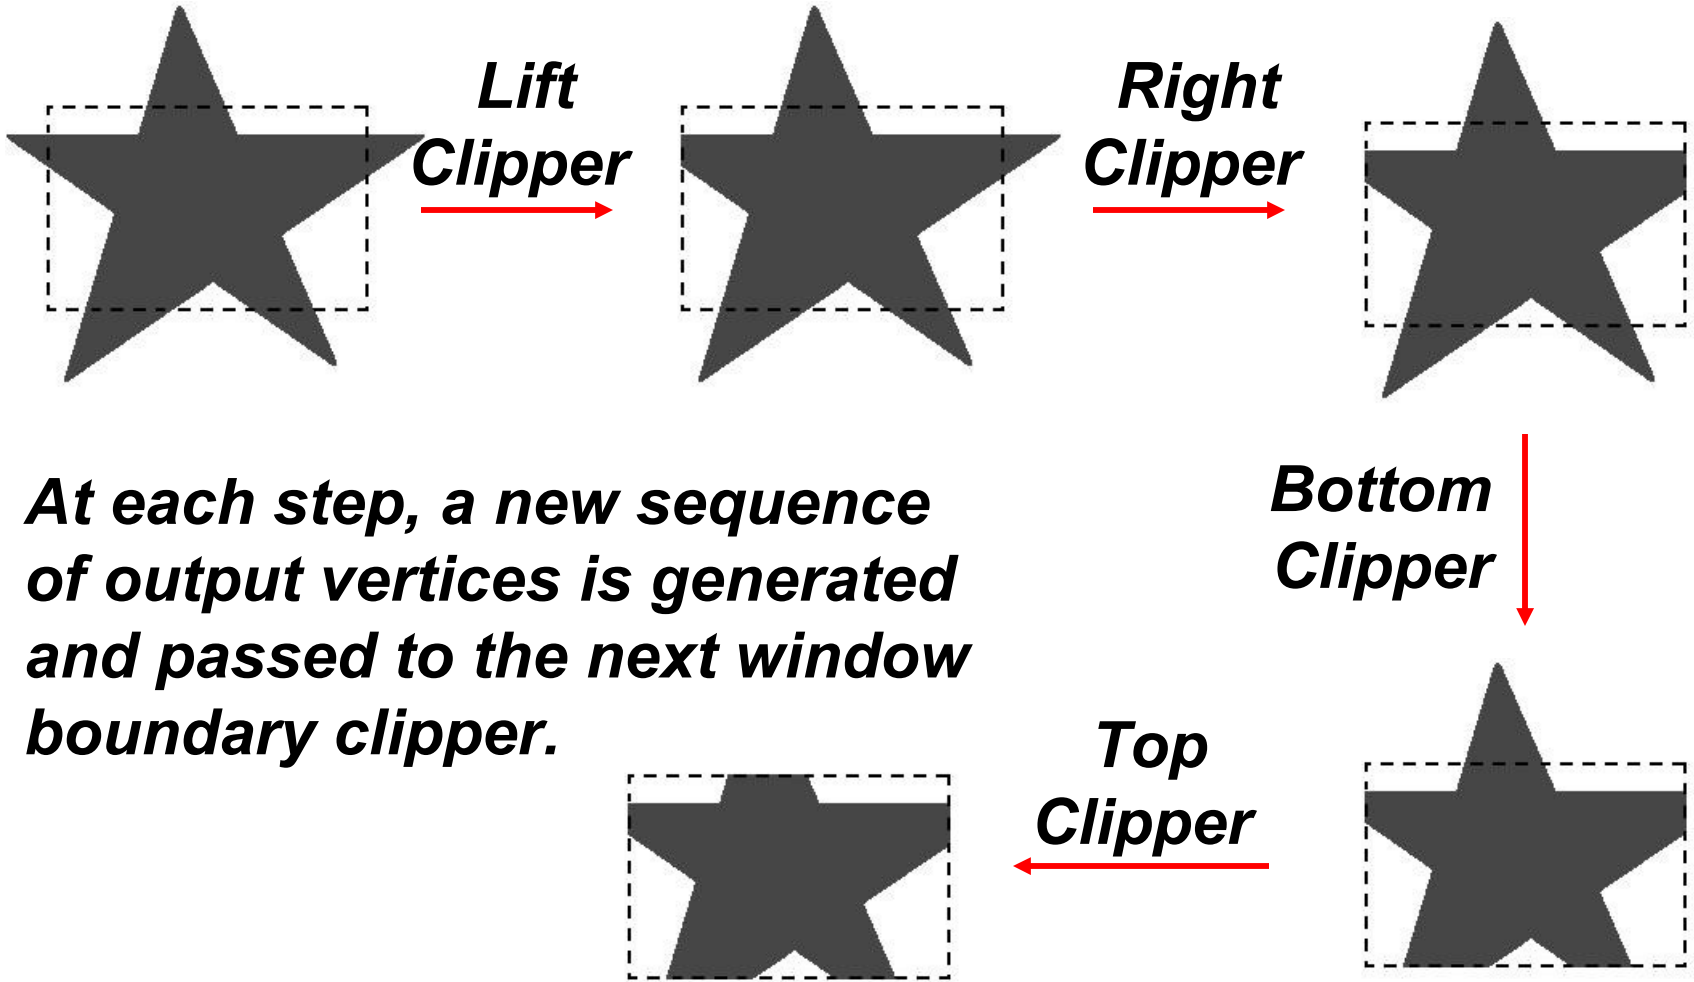 Lift
Clipper
Right
Clipper
Bottom
Clipper
At each step, a new sequence
of output vertices is generated
and passed to the next window
boundary clipper.
Top
Clipper